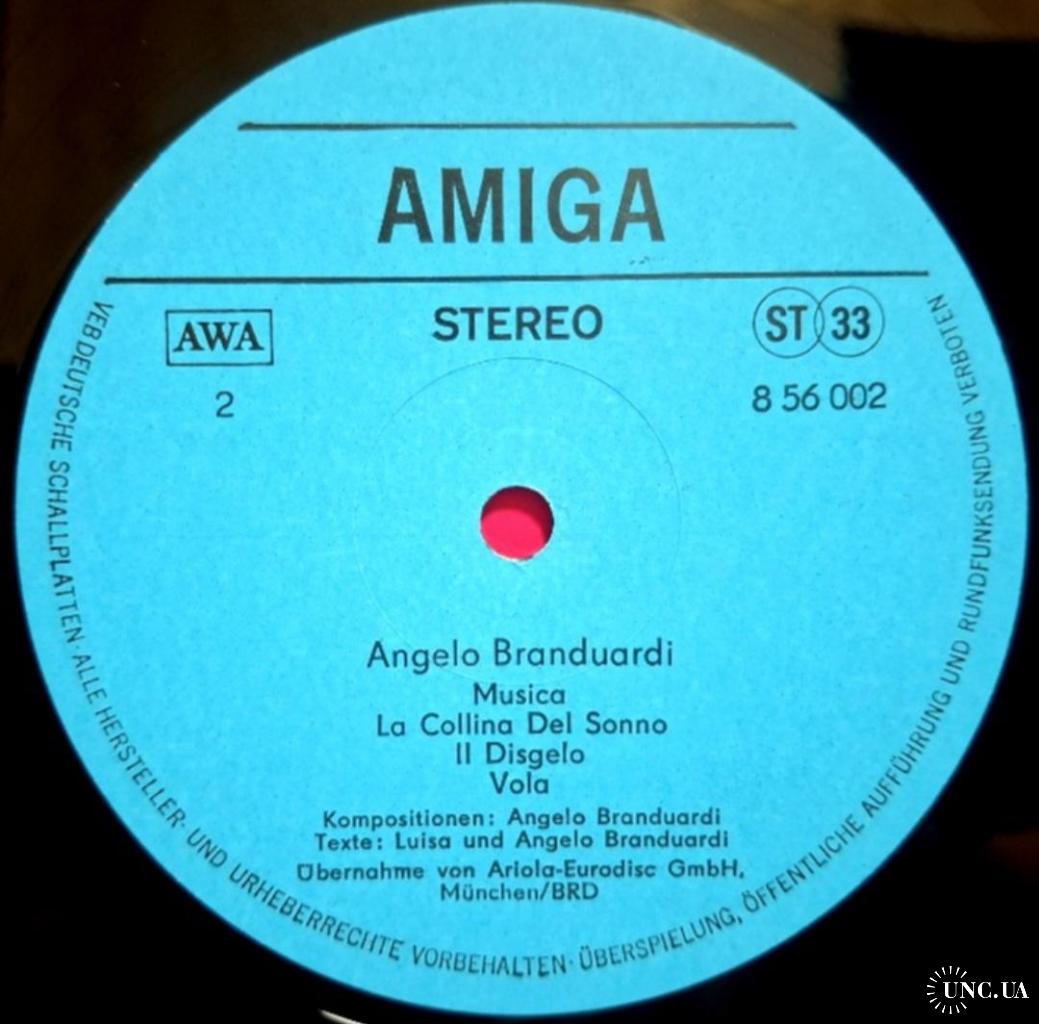 AMIGA
AWA
STEREO
ST 33
2
8 56 002
Angelo Branduardi
Musica
La Collina Del Sonno
Il Disgelo
Vola
Kompositionen: Angelo Branduardi
Texte: Luisa und Angelo Branduardi
Übernahme von Ariola-Eurodisc GmbH,
München/BRD
VEB DEUTSCHE SCHALLPLATTEN · ALLE HERSTELLER- UND URHEBERRECHTE VORBEHALTEN · ÜBERSPIELUNG, ÖFFENTLICHE AUFFÜHRUNG UND RUNDFUNKSENDUNG VERBOTEN
UNC.UA